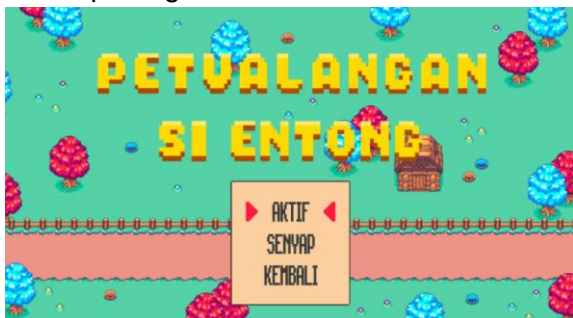 PETUALANGAN
SI ENTONG
AKTIF
SENYAP
KEMBALI